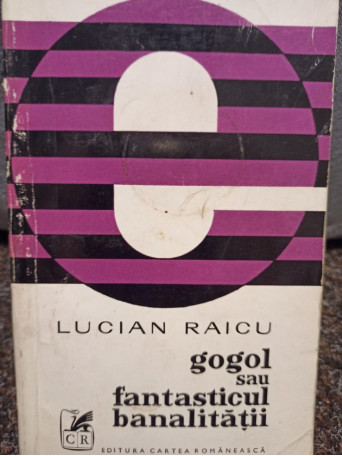 LUCIAN RAICU
gogol
sau
fantasticul
banalității
CR
EDITURA CARTEA ROMÂNEASCĂ